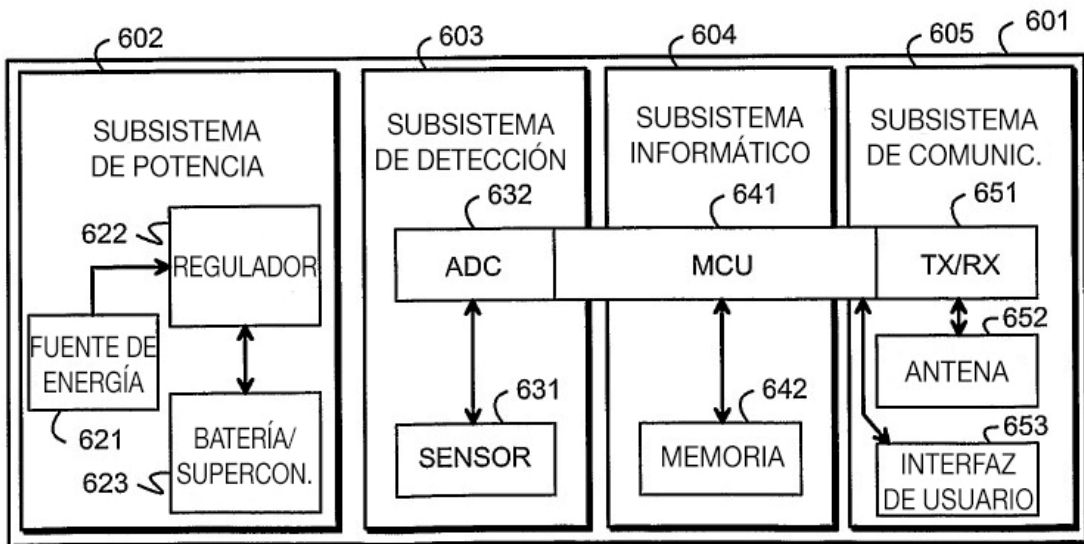 602
603
604
605
601
SUBSISTEMA
DE POTENCIA
SUBSISTEMA
DE DETECCIÓN
SUBSISTEMA
INFORMÁTICO
SUBSISTEMA
DE COMUNIC.
622
REGULADOR
FUENTE DE
ENERGÍA
621
BATERÍA/
SUPERCON.
623
632
ADC
631
SENSOR
641
MCU
642
MEMORIA
651
TX/RX
652
ANTENA
653
INTERFAZ
DE USUARIO